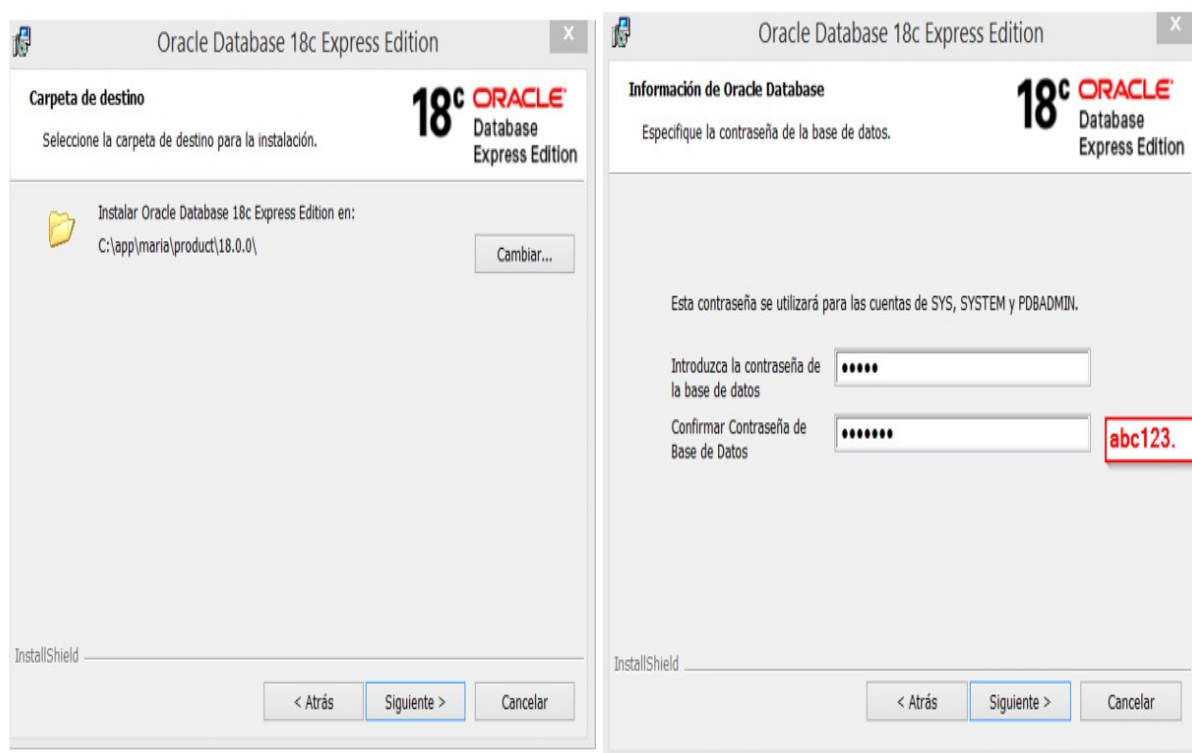 Oracle Database 18c Express Edition
X
Carpeta de destino
Seleccione la carpeta de destino para la instalación.
18c ORACLE
Database
Express Edition
Instalar Oracle Database 18c Express Edition en:
C:\app\maria\product\18.0.0\
Cambiar...
InstallShield
< Atrás
Siguiente >
Cancelar
Oracle Database 18c Express Edition
X
Información de Oracle Database
Especifique la contraseña de la base de datos.
18c ORACLE
Database
Express Edition
Esta contraseña se utilizará para las cuentas de SYS, SYSTEM y PDBADMIN.
Introduzca la contraseña de
la base de datos
•••••
Confirmar Contraseña de
Base de Datos
•••••••
abc123.
InstallShield
< Atrás
Siguiente >
Cancelar